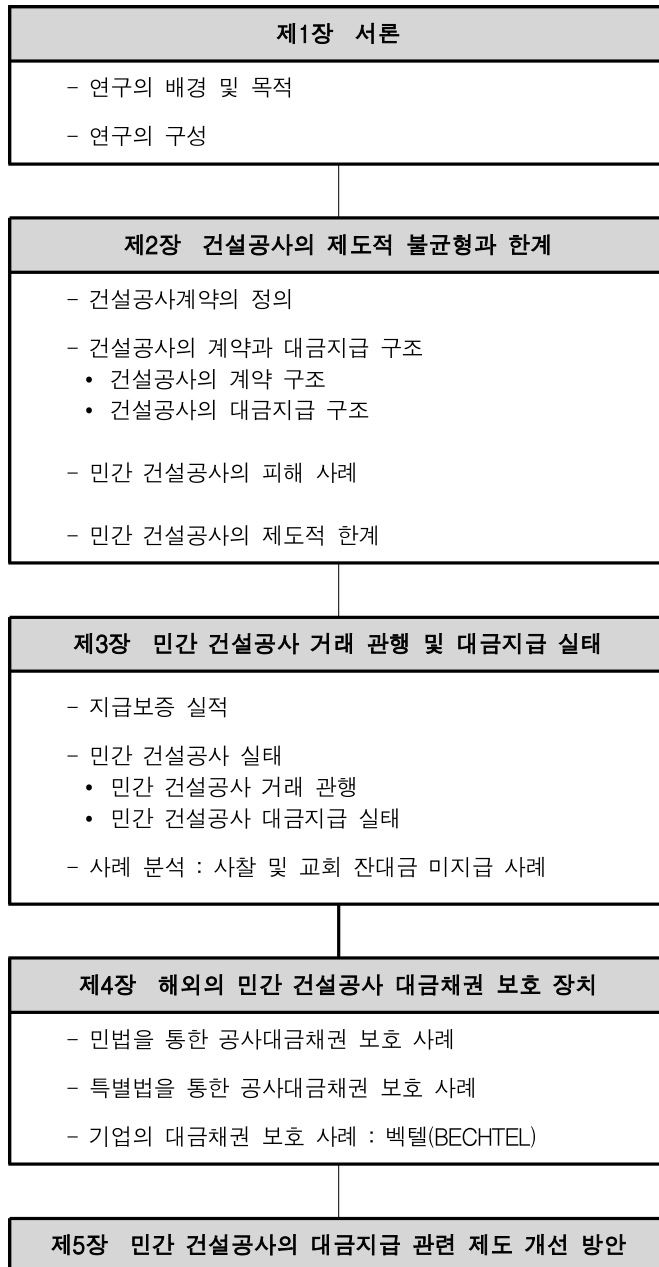 제1장 서론
- 연구의 배경 및 목적
- 연구의 구성
제2장 건설공사의 제도적 불균형과 한계
- 건설공사계약의 정의
- 건설공사의 계약과 대금지급 구조
• 건설공사의 계약 구조
• 건설공사의 대금지급 구조
- 민간 건설공사의 피해 사례
- 민간 건설공사의 제도적 한계
제3장 민간 건설공사 거래 관행 및 대금지급 실태
- 지급보증 실적
- 민간 건설공사 실태
• 민간 건설공사 거래 관행
• 민간 건설공사 대금지급 실태
- 사례 분석 : 사찰 및 교회 잔대금 미지급 사례
제4장 해외의 민간 건설공사 대금채권 보호 장치
- 민법을 통한 공사대금채권 보호 사례
- 특별법을 통한 공사대금채권 보호 사례
- 기업의 대금채권 보호 사례 : 벡텔(BECHTEL)
제5장 민간 건설공사의 대금지급 관련 제도 개선 방안